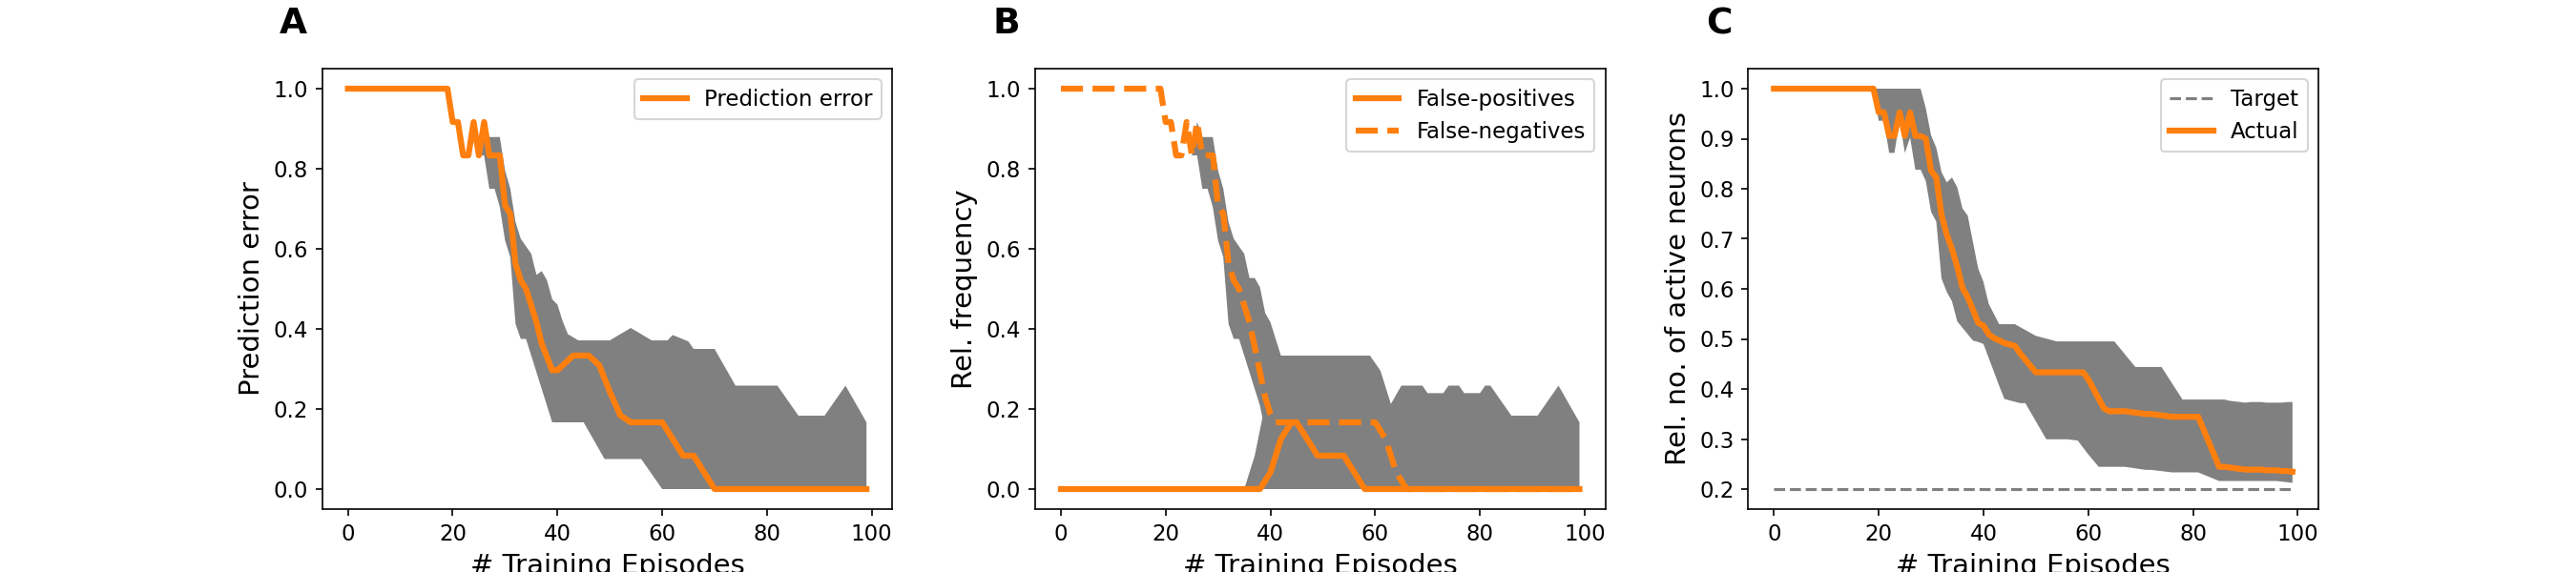 A
B
C
Prediction error
1.0
0.8
0.6
0.4
0.2
0.0
Prediction error
0
20
40
60
80
100
# Training Episodes
False-positives
False-negatives
1.0
0.8
0.6
0.4
0.2
0.0
Rel. frequency
0
20
40
60
80
100
# Training Episodes
Target
Actual
1.0
0.9
0.8
0.7
0.6
0.5
0.4
0.3
0.2
Rel. no. of active neurons
0
20
40
60
80
100
# Training Episodes